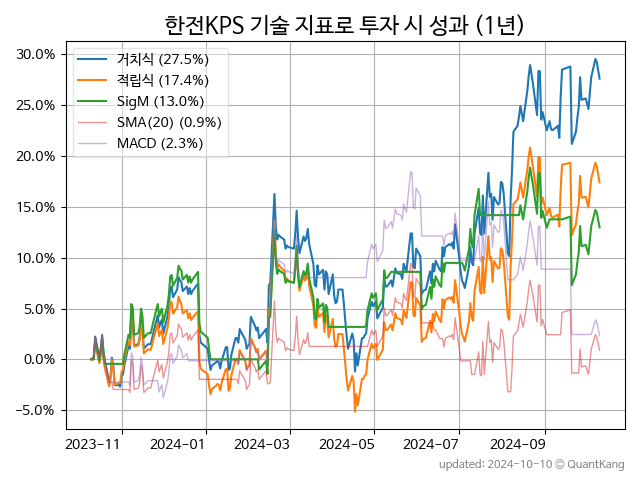 한전KPS 기술 지표로 투자 시 성과 (1년)
30.0%
25.0%
20.0%
15.0%
10.0%
5.0%
0.0%
−5.0%
거치식 (27.5%)
적립식 (17.4%)
SigM (13.0%)
SMA(20) (0.9%)
MACD (2.3%)
2023-11 2024-01 2024-03 2024-05 2024-07 2024-09
updated: 2024-10-10 © QuantKang